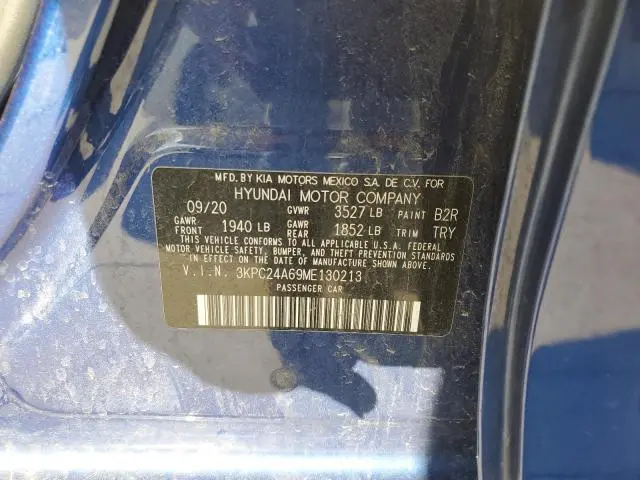 MFD. BY KIA MOTORS MEXICO S.A. DE C.V. FOR
HYUNDAI MOTOR COMPANY
09/20 GVWR 3527 LB PAINT B2R
GAWR FRONT 1940 LB GAWR REAR 1852 LB TRIM TRY
THIS VEHICLE CONFORMS TO ALL APPLICABLE U.S.A. FEDERAL
MOTOR VEHICLE SAFETY, BUMPER, AND THEFT PREVENTION
STANDARDS IN EFFECT ON THE DATE OF MANUFACTURE SHOWN ABOVE.
V.I.N. 3KPC24A69ME130213
PASSENGER CAR